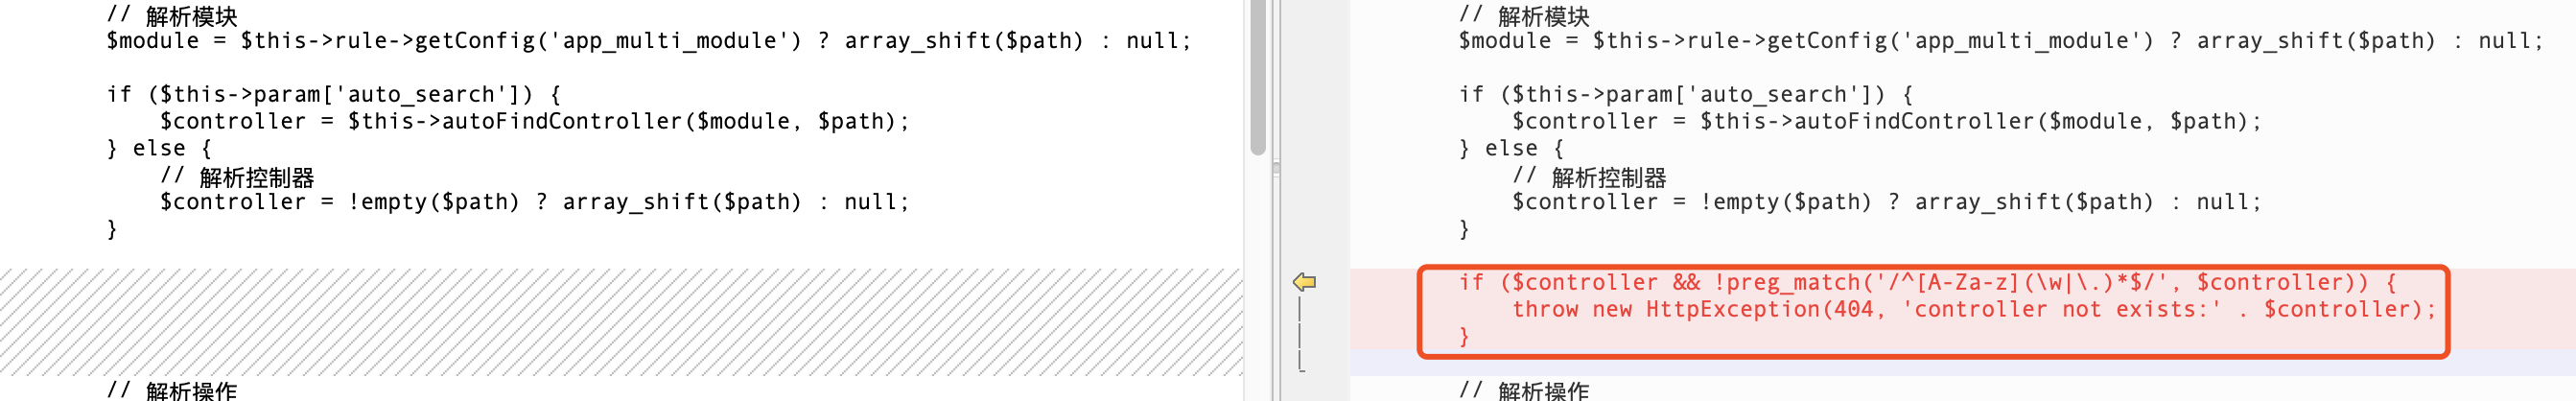 // 解析模块
$module = $this->rule->getConfig('app_multi_module') ? array_shift($path) : null;
if ($this->param['auto_search']) {
$controller = $this->autoFindController($module, $path);
} else {
// 解析控制器
$controller = !empty($path) ? array_shift($path) : null;
}
// 解析操作
// 解析模块
$module = $this->rule->getConfig('app_multi_module') ? array_shift($path) : null;
if ($this->param['auto_search']) {
$controller = $this->autoFindController($module, $path);
} else {
// 解析控制器
$controller = !empty($path) ? array_shift($path) : null;
}
if ($controller && !preg_match('/^[A-Za-z](\w|\.)*$/', $controller)) {
throw new HttpException(404, 'controller not exists:' . $controller);
}
// 解析操作